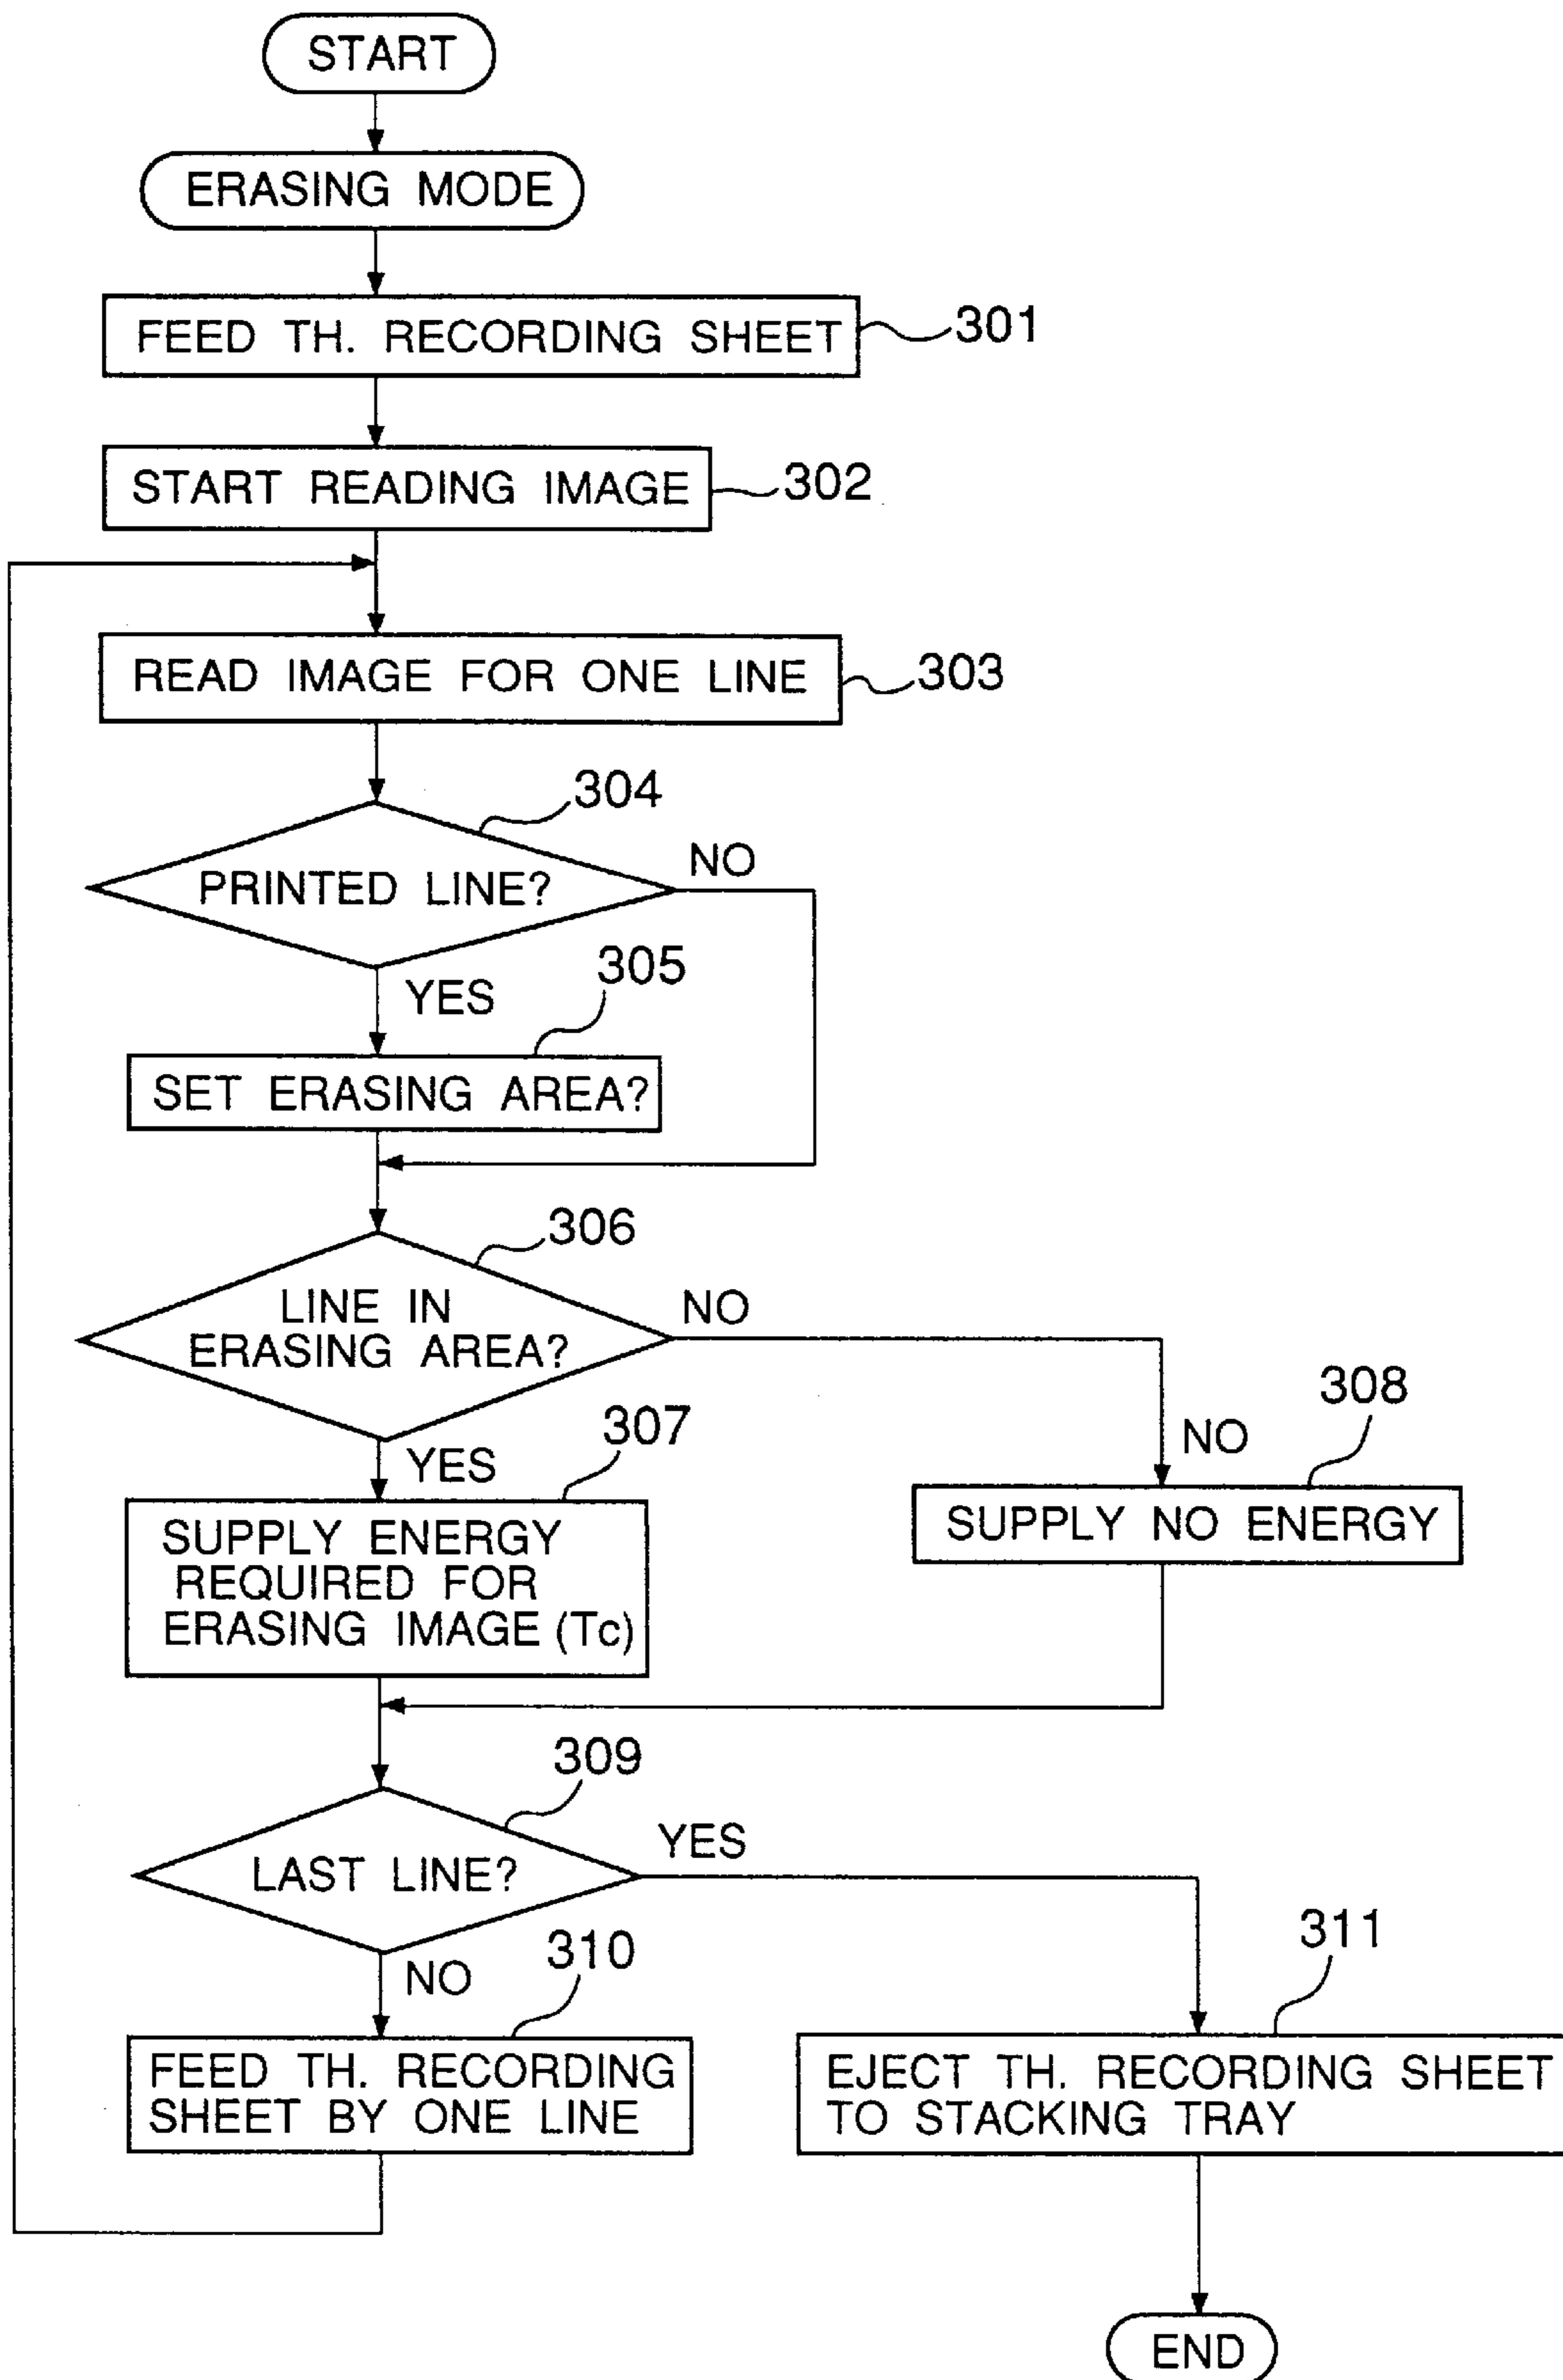 START
ERASING MODE
FEED TH. RECORDING SHEET
301
START READING IMAGE
302
READ IMAGE FOR ONE LINE
303
304
PRINTED LINE?
NO
YES
305
SET ERASING AREA?
306
LINE IN
ERASING AREA?
NO
YES
307
308
NO
SUPPLY ENERGY
REQUIRED FOR
ERASING IMAGE (Tc)
SUPPLY NO ENERGY
309
LAST LINE?
YES
NO
310
311
FEED TH. RECORDING
SHEET BY ONE LINE
EJECT TH. RECORDING SHEET
TO STACKING TRAY
END